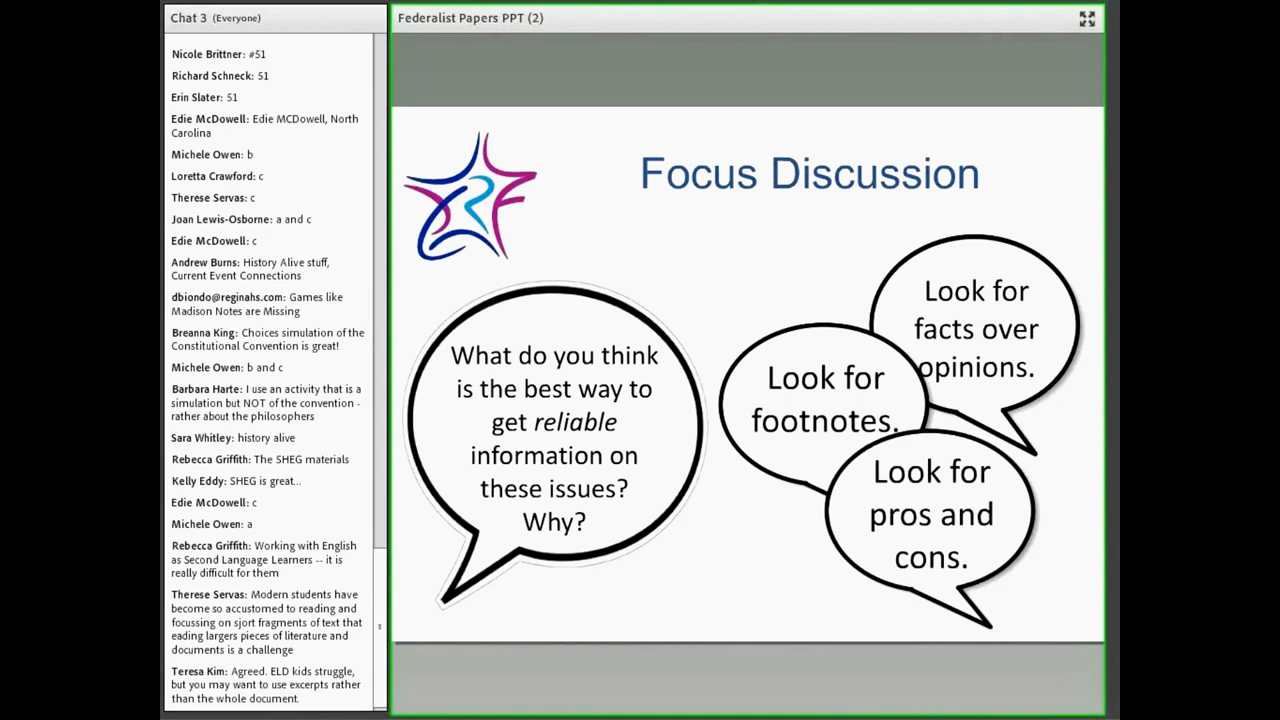 Chat 3 (Everyone)
Nicole Brittner: #51
Richard Schneck: 51
Erin Slater: 51
Edie McDowell: Edie MCDowell, North
Carolina
Michele Owen: b
Loretta Crawford: c
Therese Servas: c
Joan Lewis-Osborne: a and c
Edie McDowell: c
Andrew Burns: History Alive stuff,
Current Event Connections
dbiondo@reginahs.com: Games like
Madison Notes are Missing
Breanna King: Choices simulation of the
Constitutional Convention is great!
Michele Owen: b and c
Barbara Harte: I use an activity that is a
simulation but NOT of the convention -
rather about the philosophers
Sara Whitley: history alive
Rebecca Griffith: The SHEG materials
Kelly Eddy: SHEG is great...
Edie McDowell: c
Michele Owen: a
Rebecca Griffith: Working with English
as Second Language Learners -- it is
really difficult for them
Therese Servas: Modern students have
become so accustomed to reading and
focussing on sjort fragments of text that
eading largers pieces of literature and
documents is a challenge
Teresa Kim: Agreed. ELD kids struggle,
but you may want to use excerpts rather
than the whole document.
Federalist Papers PPT (2)
CRF
Focus Discussion
What do you think
is the best way to
get reliable
information on
these issues?
Why?
Look for
footnotes.
Look for
facts over
opinions.
Look for
pros and
cons.